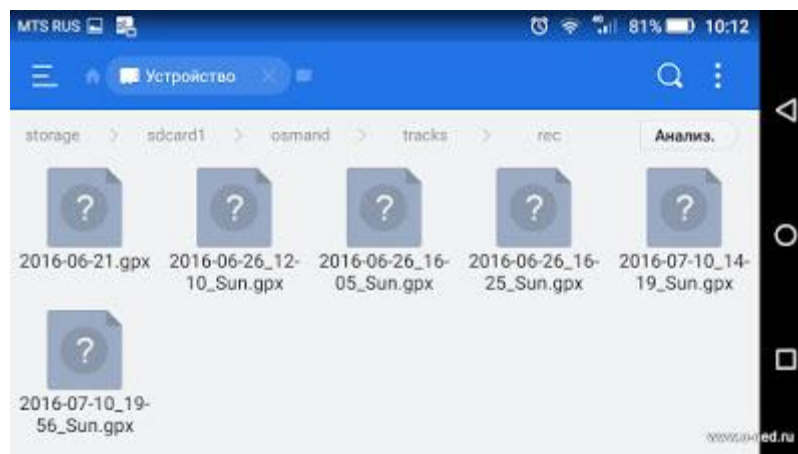 MTS RUS 4G 81% 10:12
Устройство
storage > sdcard1 > osmand > tracks > rec Анализ.
? ? ? ? ?
2016-06-21.gpx 2016-06-26_12- 2016-06-26_16- 2016-06-26_16- 2016-07-10_14-
10_Sun.gpx 05_Sun.gpx 25_Sun.gpx 19_Sun.gpx
?
2016-07-10_19-
56_Sun.gpx